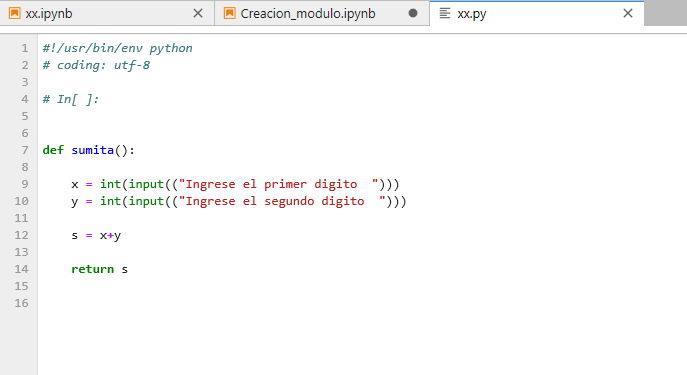 xx.ipynb
Creacion_modulo.ipynb
xx.py
1 #!/usr/bin/env python
2 # coding: utf-8
3
4 # In[ ]:
5
6
7 def sumita():
8
9     x = int(input(("Ingrese el primer digito  ")))
10     y = int(input(("Ingrese el segundo digito  ")))
11
12     s = x+y
13
14     return s
15
16